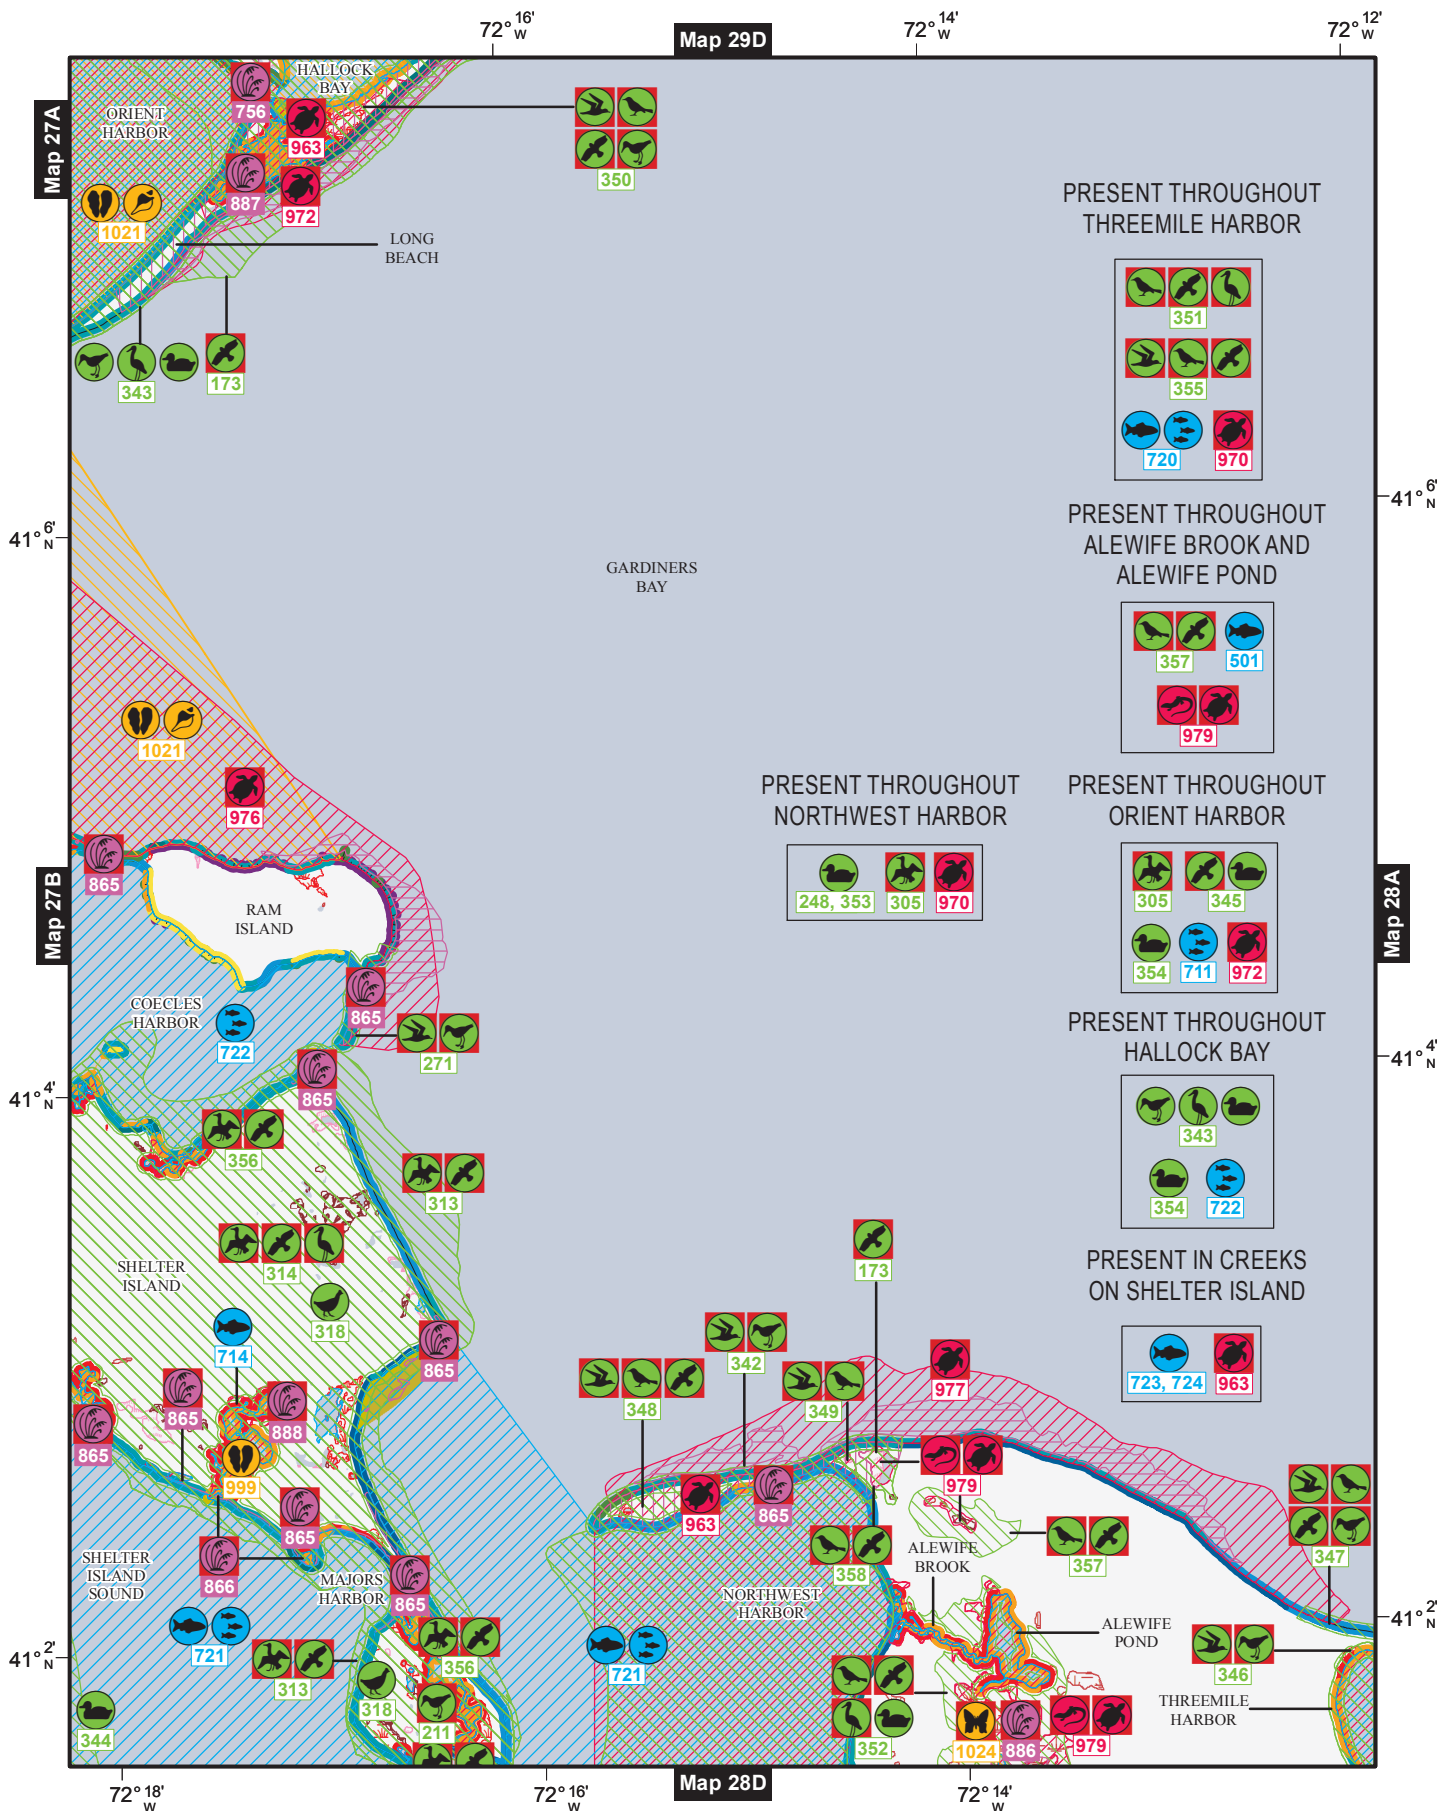 72° 16' W
Map 29D
72° 14' W
72° 12' W
Map 27A
HALLOCK
BAY
ORIENT
HARBOR
756
963
887
972
1021
350
LONG
BEACH
343
173
PRESENT THROUGHOUT
THREEMILE HARBOR
351
355
720
970
41° 6' N
41° 6' N
PRESENT THROUGHOUT
ALEWIFE BROOK AND
ALEWIFE POND
357
501
979
GARDINERS
BAY
1021
976
PRESENT THROUGHOUT
NORTHWEST HARBOR
248, 353
305
970
PRESENT THROUGHOUT
ORIENT HARBOR
305
345
354
711
972
Map 27B
Map 28A
865
RAM
ISLAND
865
COECLES
HARBOR
722
271
865
PRESENT THROUGHOUT
HALLOCK BAY
343
354
722
41° 4' N
41° 4' N
356
313
314
SHELTER
ISLAND
318
173
PRESENT IN CREEKS
ON SHELTER ISLAND
723, 724
963
714
865
342
977
348
349
865
865
888
999
979
963
865
865
347
866
358
357
SHELTER
ISLAND
SOUND
MAJORS
HARBOR
865
ALEWIFE
BROOK
NORTHWEST
HARBOR
ALEWIFE
POND
41° 2' N
41° 2' N
721
313
356
721
346
318
211
344
352
1024
886
979
THREEMILE
HARBOR
72° 18' W
72° 16' W
Map 28D
72° 14' W